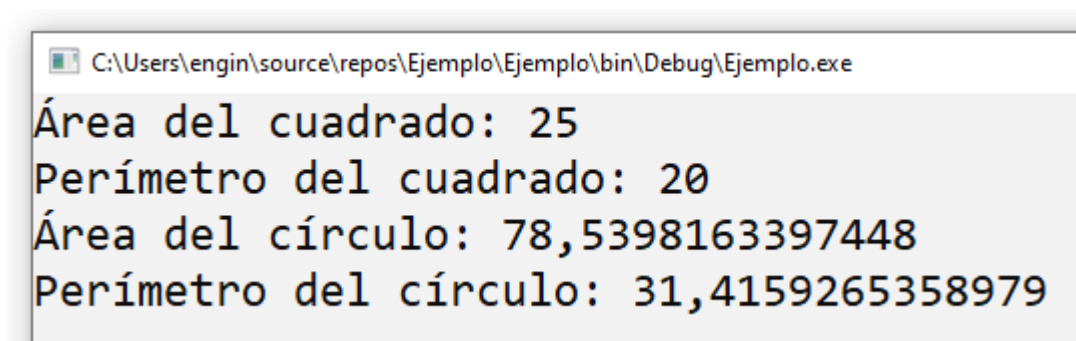 C:\Users\engin\source\repos\Ejemplo\Ejemplo\bin\Debug\Ejemplo.exe
Área del cuadrado: 25
Perímetro del cuadrado: 20
Área del círculo: 78,5398163397448
Perímetro del círculo: 31,4159265358979